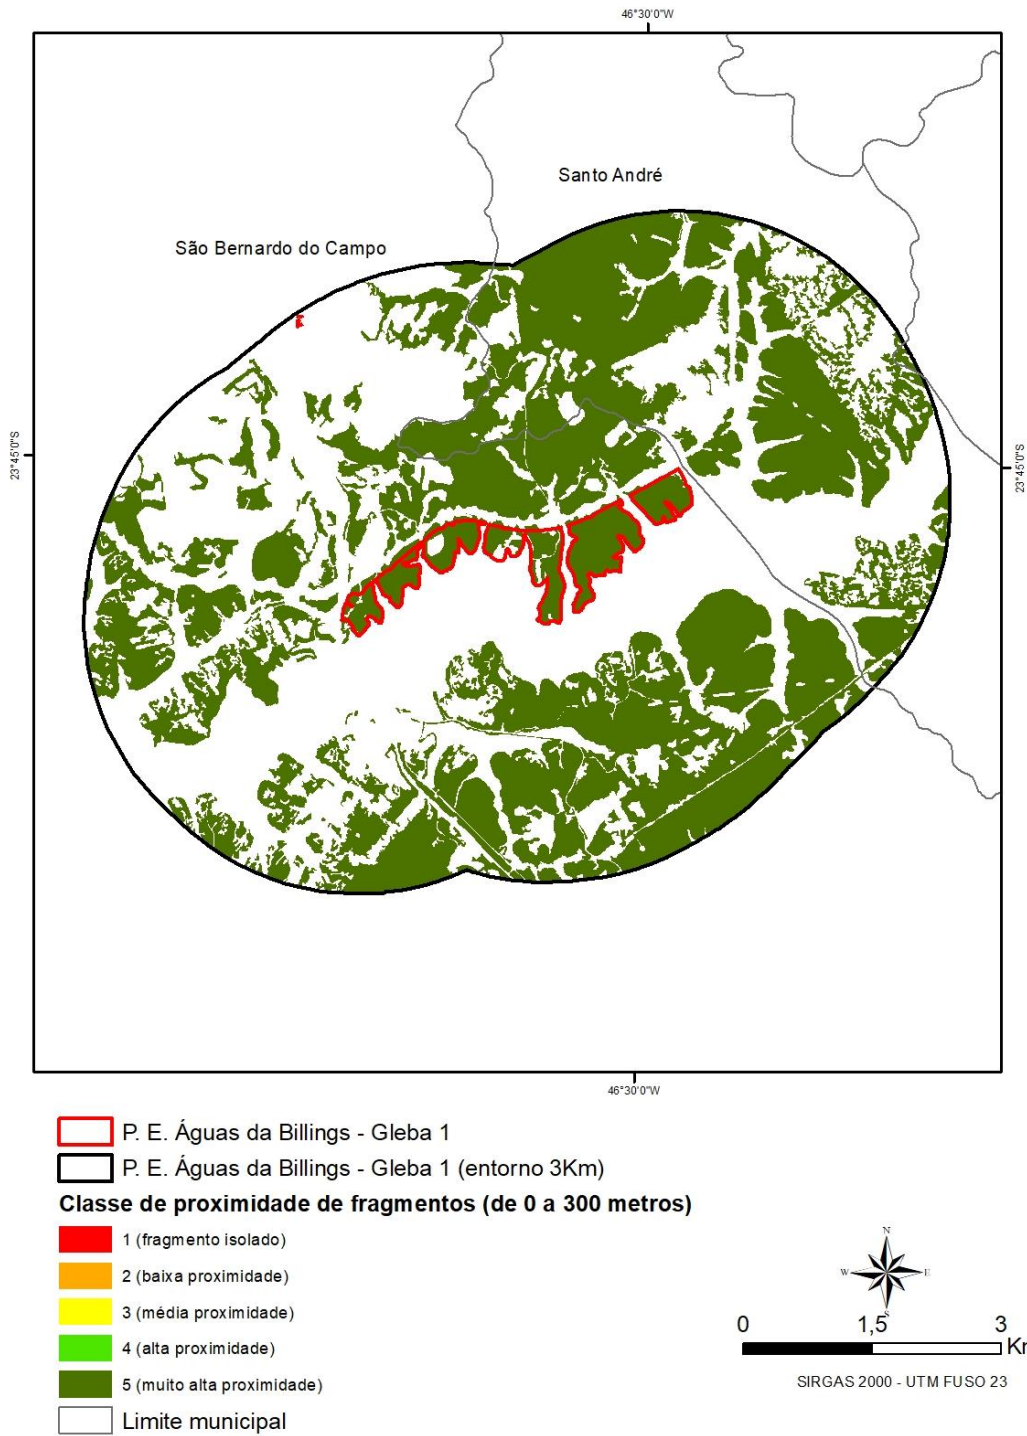 46°30'0"W
Santo André
São Bernardo do Campo
23°45'0"S
23°45'0"S
46°30'0"W
P. E. Águas da Billings - Gleba 1
P. E. Águas da Billings - Gleba 1 (entorno 3Km)
Classe de proximidade de fragmentos (de 0 a 300 metros)
1 (fragmento isolado)
2 (baixa proximidade)
3 (média proximidade)
4 (alta proximidade)
5 (muito alta proximidade)
Limite municipal
N
W E
S
0 1,5 3
Km
SIRGAS 2000 - UTM FUSO 23